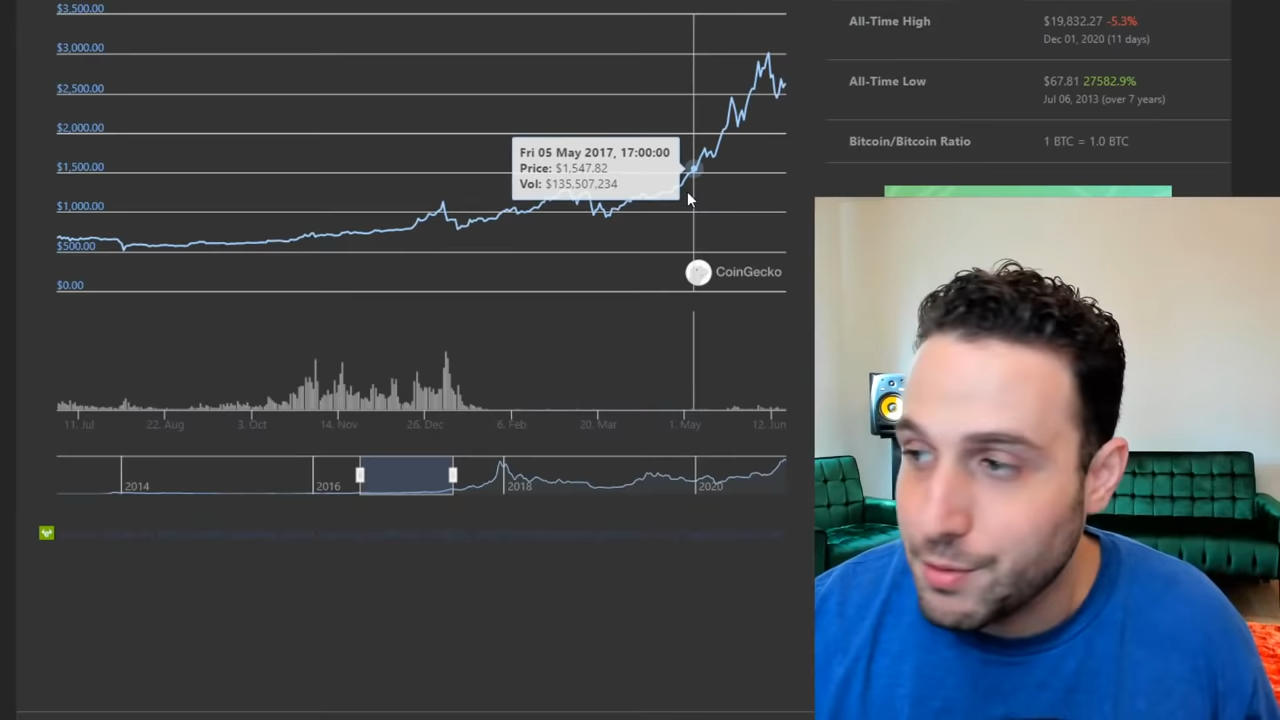 $3,500.00
$3,000.00
$2,500.00
$2,000.00
$1,500.00
$1,000.00
$500.00
$0.00
Fri 05 May 2017, 17:00:00
Price: $1,547.82
Vol: $135,507,234
CoinGecko
11. Jul
22. Aug
3. Oct
14. Nov
26. Dec
6. Feb
20. Mar
1. May
12. Jun
2014
2016
2018
2020
All-Time High
$19,832.27 -5.3%
Dec 01, 2020 (11 days)
All-Time Low
$67.81 27582.9%
Jul 06, 2013 (over 7 years)
Bitcoin/Bitcoin Ratio
1 BTC = 1.0 BTC